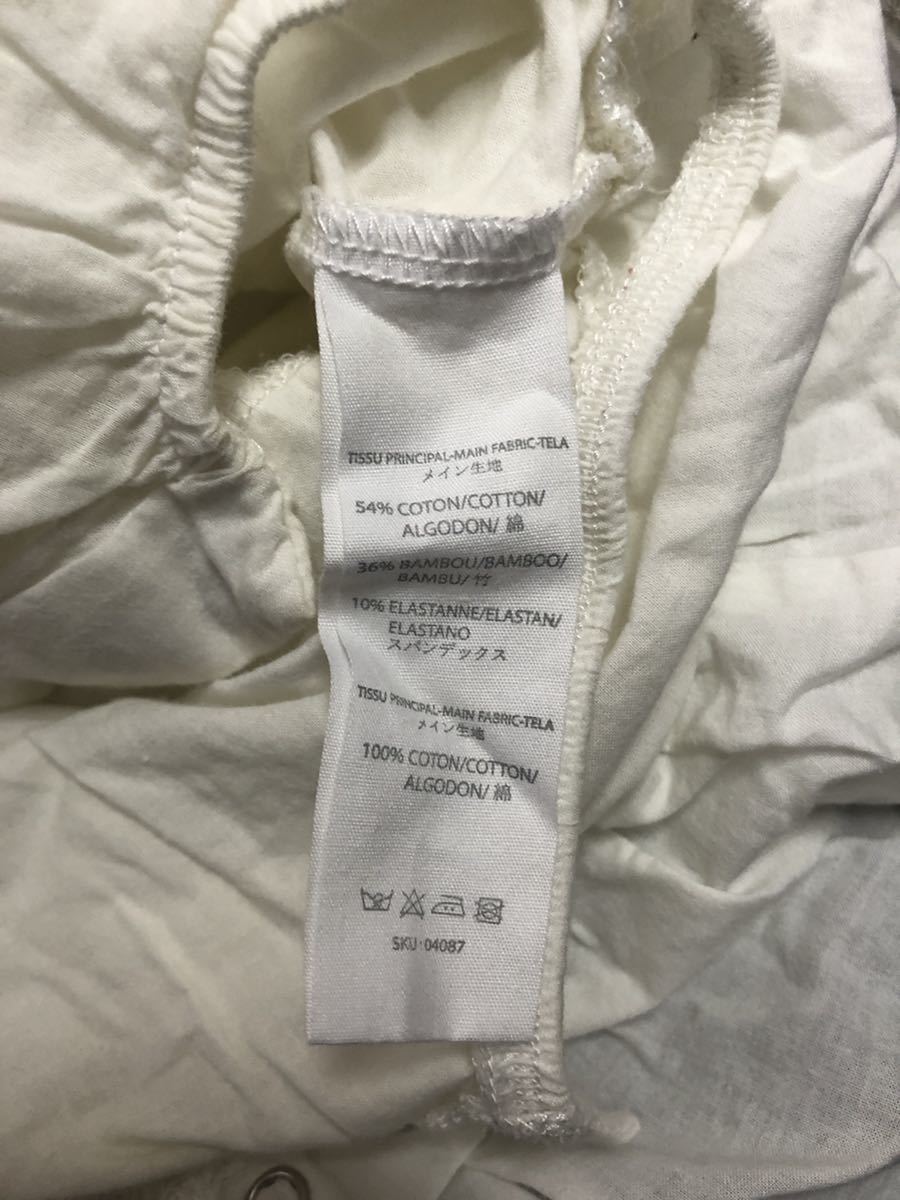 TISSU PRINCIPAL-MAIN FABRIC-TELA
メイン生地
54% COTON/COTTON/
ALGODON/ 綿
36% BAMBOU/BAMBOO/
BAMBU/ 竹
10% ELASTANNE/ELASTAN/
ELASTANO
スパンデックス
TISSU PRINCIPAL-MAIN FABRIC-TELA
メイン生地
100% COTON/COTTON/
ALGODON/ 綿
SKU: 04087